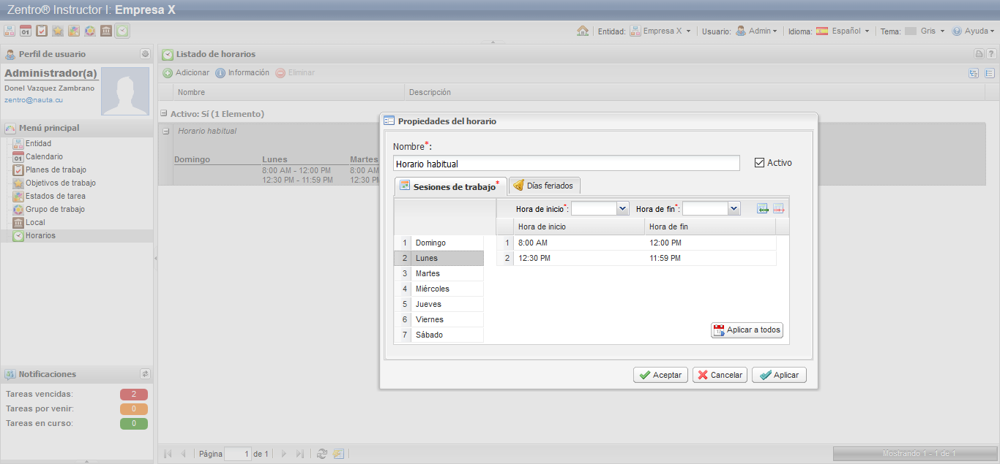 Zentro® Instructor I: Empresa X
Entidad: Empresa X Usuario: Admin Idioma: Español Tema: Gris Ayuda
Perfil de usuario
Administrador(a)
Donel Vazquez Zambrano
zentro@nauta.cu
Menú principal
Entidad
Calendario
Planes de trabajo
Objetivos de trabajo
Estados de tarea
Grupo de trabajo
Local
Horarios
Notificaciones
Tareas vencidas: 2
Tareas por venir: 0
Tareas en curso: 0
Listado de horarios
Adicionar Información Eliminar
Nombre Descripción
Activo: Sí (1 Elemento)
Horario habitual
Domingo Lunes Martes
8:00 AM - 12:00 PM 8:00 A
12:30 PM - 11:59 PM 12:30 P
Propiedades del horario
Nombre*:
Horario habitual Activo
Sesiones de trabajo* Días feriados
Hora de inicio*: Hora de fin*:
Hora de inicio Hora de fin
1 Domingo
2 Lunes
3 Martes
4 Miércoles
5 Jueves
6 Viernes
7 Sábado
1 8:00 AM 12:00 PM
2 12:30 PM 11:59 PM
Aplicar a todos
Aceptar Cancelar Aplicar
Página 1 de 1
Mostrando 1 - 1 de 1